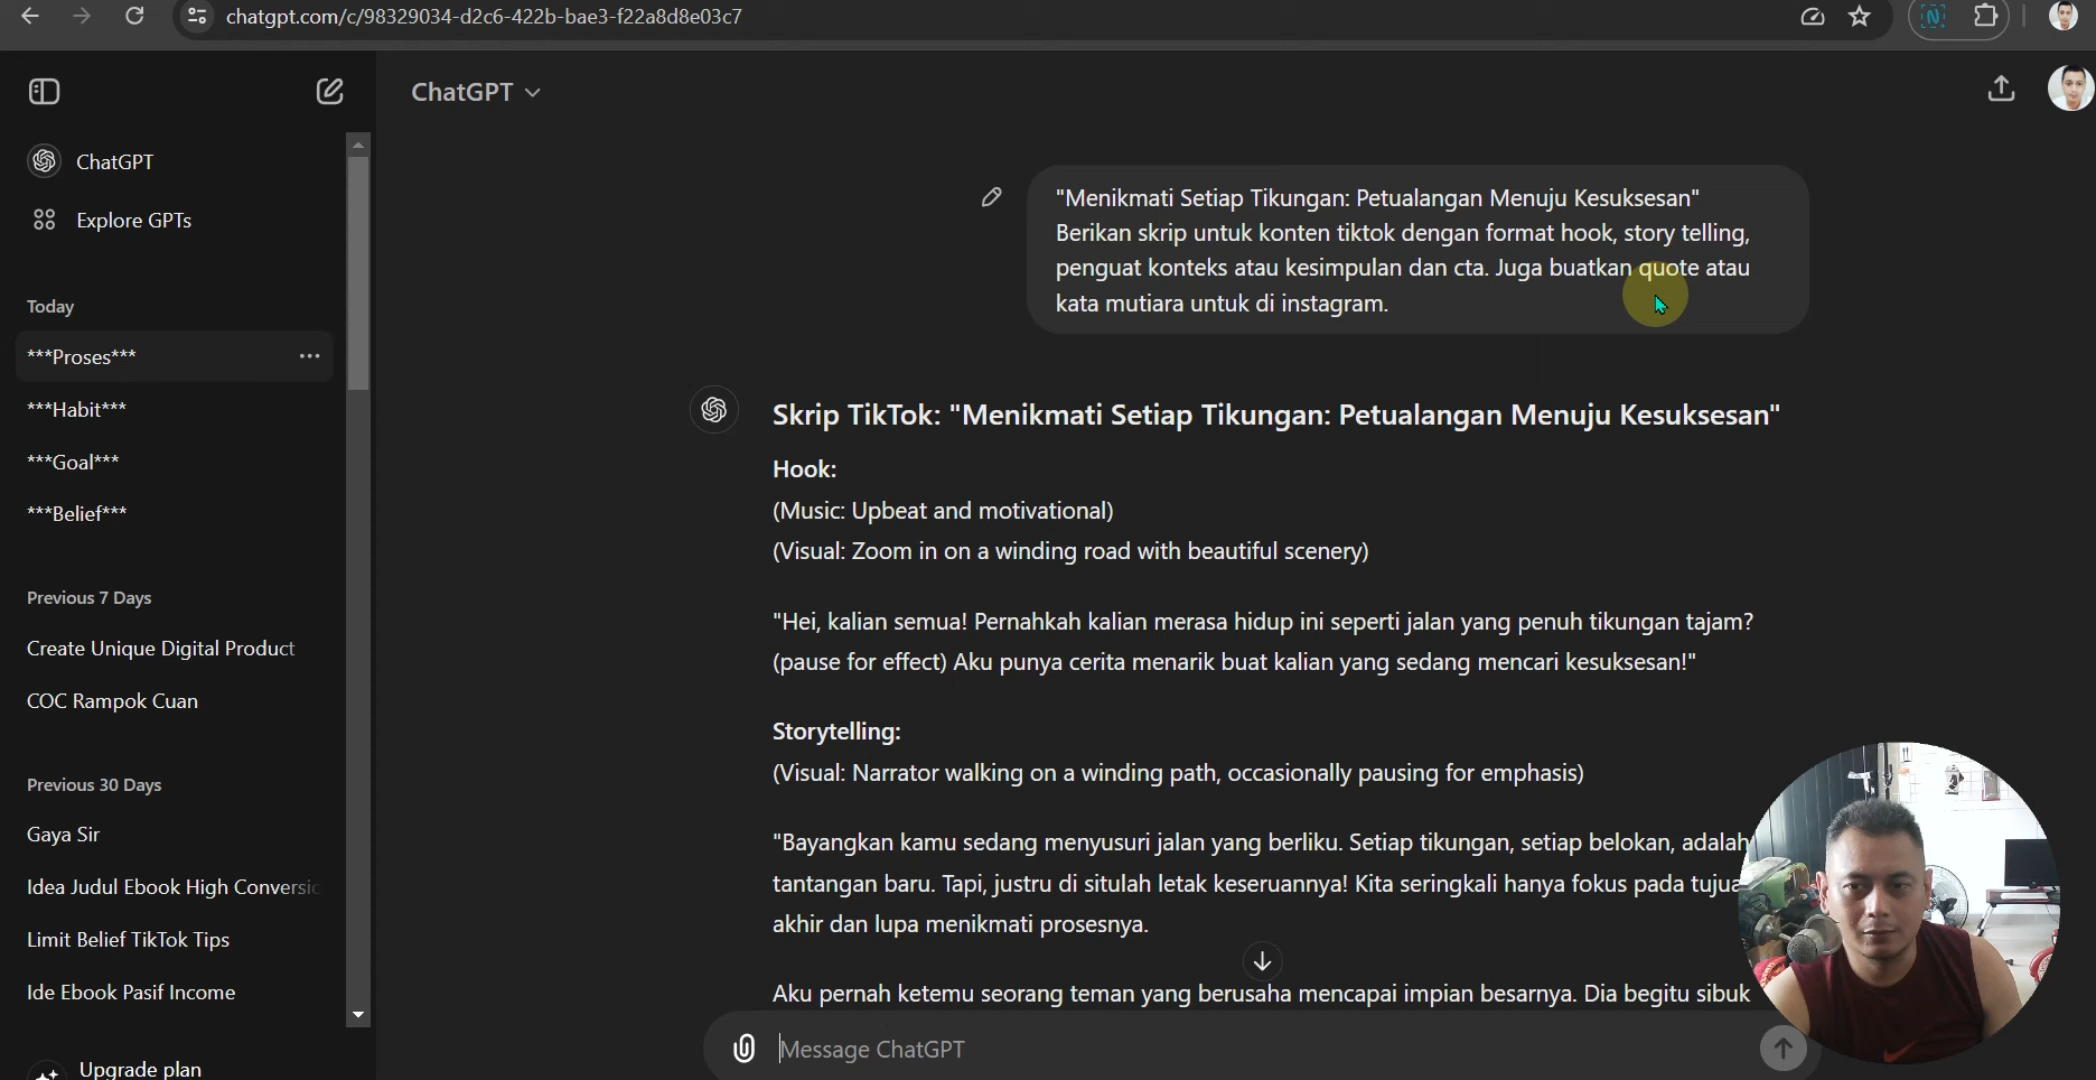 chatgpt.com/c/98329034-d2c6-422b-bae3-f22a8d8e03c7
ChatGPT
ChatGPT
Explore GPTs
Today
***Proses***
***Habit***
***Goal***
***Belief***
Previous 7 Days
Create Unique Digital Product
COC Rampok Cuan
Previous 30 Days
Gaya Sir
Idea Judul Ebook High Conversic
Limit Belief TikTok Tips
Ide Ebook Pasif Income
Upgrade plan
"Menikmati Setiap Tikungan: Petualangan Menuju Kesuksesan"
Berikan skrip untuk konten tiktok dengan format hook, story telling,
penguat konteks atau kesimpulan dan cta. Juga buatkan quote atau
kata mutiara untuk di instagram.
Skrip TikTok: "Menikmati Setiap Tikungan: Petualangan Menuju Kesuksesan"
Hook:
(Music: Upbeat and motivational)
(Visual: Zoom in on a winding road with beautiful scenery)
"Hei, kalian semua! Pernahkah kalian merasa hidup ini seperti jalan yang penuh tikungan tajam?
(pause for effect) Aku punya cerita menarik buat kalian yang sedang mencari kesuksesan!"
Storytelling:
(Visual: Narrator walking on a winding path, occasionally pausing for emphasis)
"Bayangkan kamu sedang menyusuri jalan yang berliku. Setiap tikungan, setiap belokan, adalah
tantangan baru. Tapi, justru di situlah letak keseruannya! Kita seringkali hanya fokus pada tujua
akhir dan lupa menikmati prosesnya.
Aku pernah ketemu seorang teman yang berusaha mencapai impian besarnya. Dia begitu sibuk
Message ChatGPT